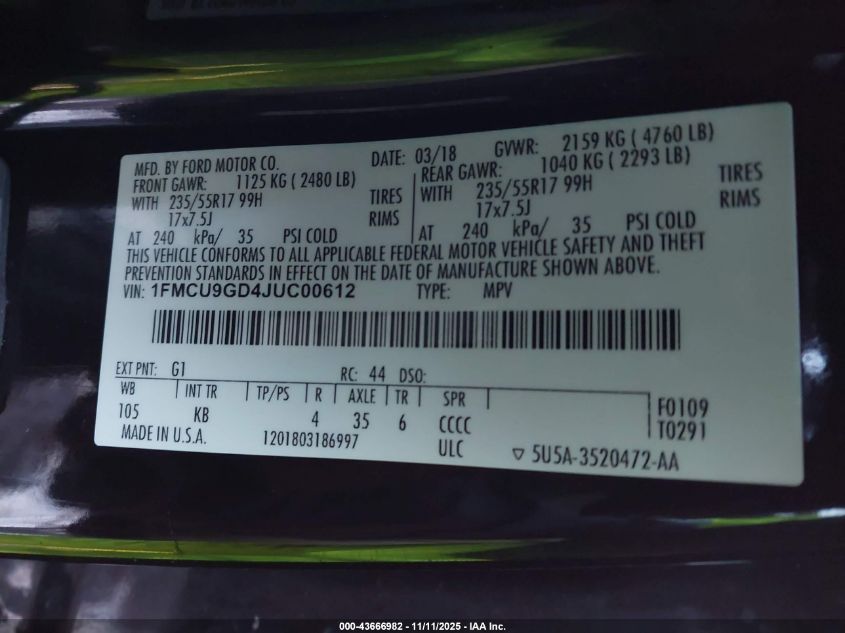 MFD. BY FORD MOTOR CO. DATE: 03/18 GVWR: 2159 KG ( 4760 LB)
FRONT GAWR: 1125 KG ( 2480 LB) REAR GAWR: 1040 KG ( 2293 LB)
WITH 235/55R17 99H TIRES WITH 235/55R17 99H TIRES
17x7.5J RIMS 17x7.5J RIMS
AT 240 kPa/ 35 PSI COLD AT 240 kPa/ 35 PSI COLD
THIS VEHICLE CONFORMS TO ALL APPLICABLE FEDERAL MOTOR VEHICLE SAFETY AND THEFT
PREVENTION STANDARDS IN EFFECT ON THE DATE OF MANUFACTURE SHOWN ABOVE.
VIN: 1FMCU9GD4JUC00612 TYPE: MPV
EXT PNT: G1 RC: 44 DSO:
WB INT TR TP/PS R AXLE TR SPR
105 KB 4 35 6 CCCC F0109
MADE IN U.S.A. 1201803186997 ULC T0291
▽ 5U5A-3520472-AA
000-43666982 - 11/11/2025 - IAA Inc.